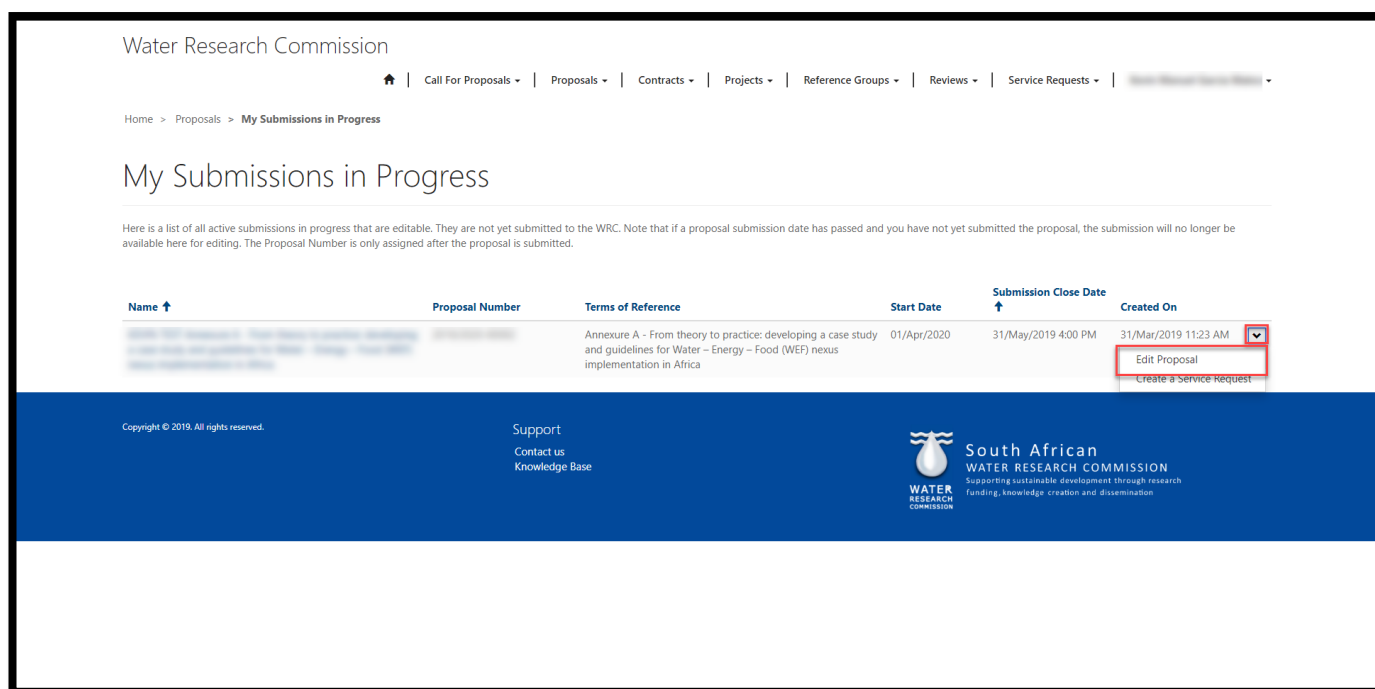 Water Research Commission
Call For Proposals | Proposals | Contracts | Projects | Reference Groups | Reviews | Service Requests |
Home > Proposals > My Submissions in Progress
My Submissions in Progress
Here is a list of all active submissions in progress that are editable. They are not yet submitted to the WRC. Note that if a proposal submission date has passed and you have not yet submitted the proposal, the submission will no longer be
available here for editing. The Proposal Number is only assigned after the proposal is submitted.
Name Proposal Number Terms of Reference Start Date Submission Close Date Created On
Annexure A - From theory to practice: developing a case study 01/Apr/2020 31/May/2019 4:00 PM 31/Mar/2019 11:23 AM
and guidelines for Water – Energy – Food (WEF) nexus
implementation in Africa
Edit Proposal
Create a Service Request
Copyright © 2019. All rights reserved.
Support
Contact us
Knowledge Base
WATER
RESEARCH
COMMISSION
South African
WATER RESEARCH COMMISSION
Supporting sustainable development through research
funding, knowledge creation and dissemination